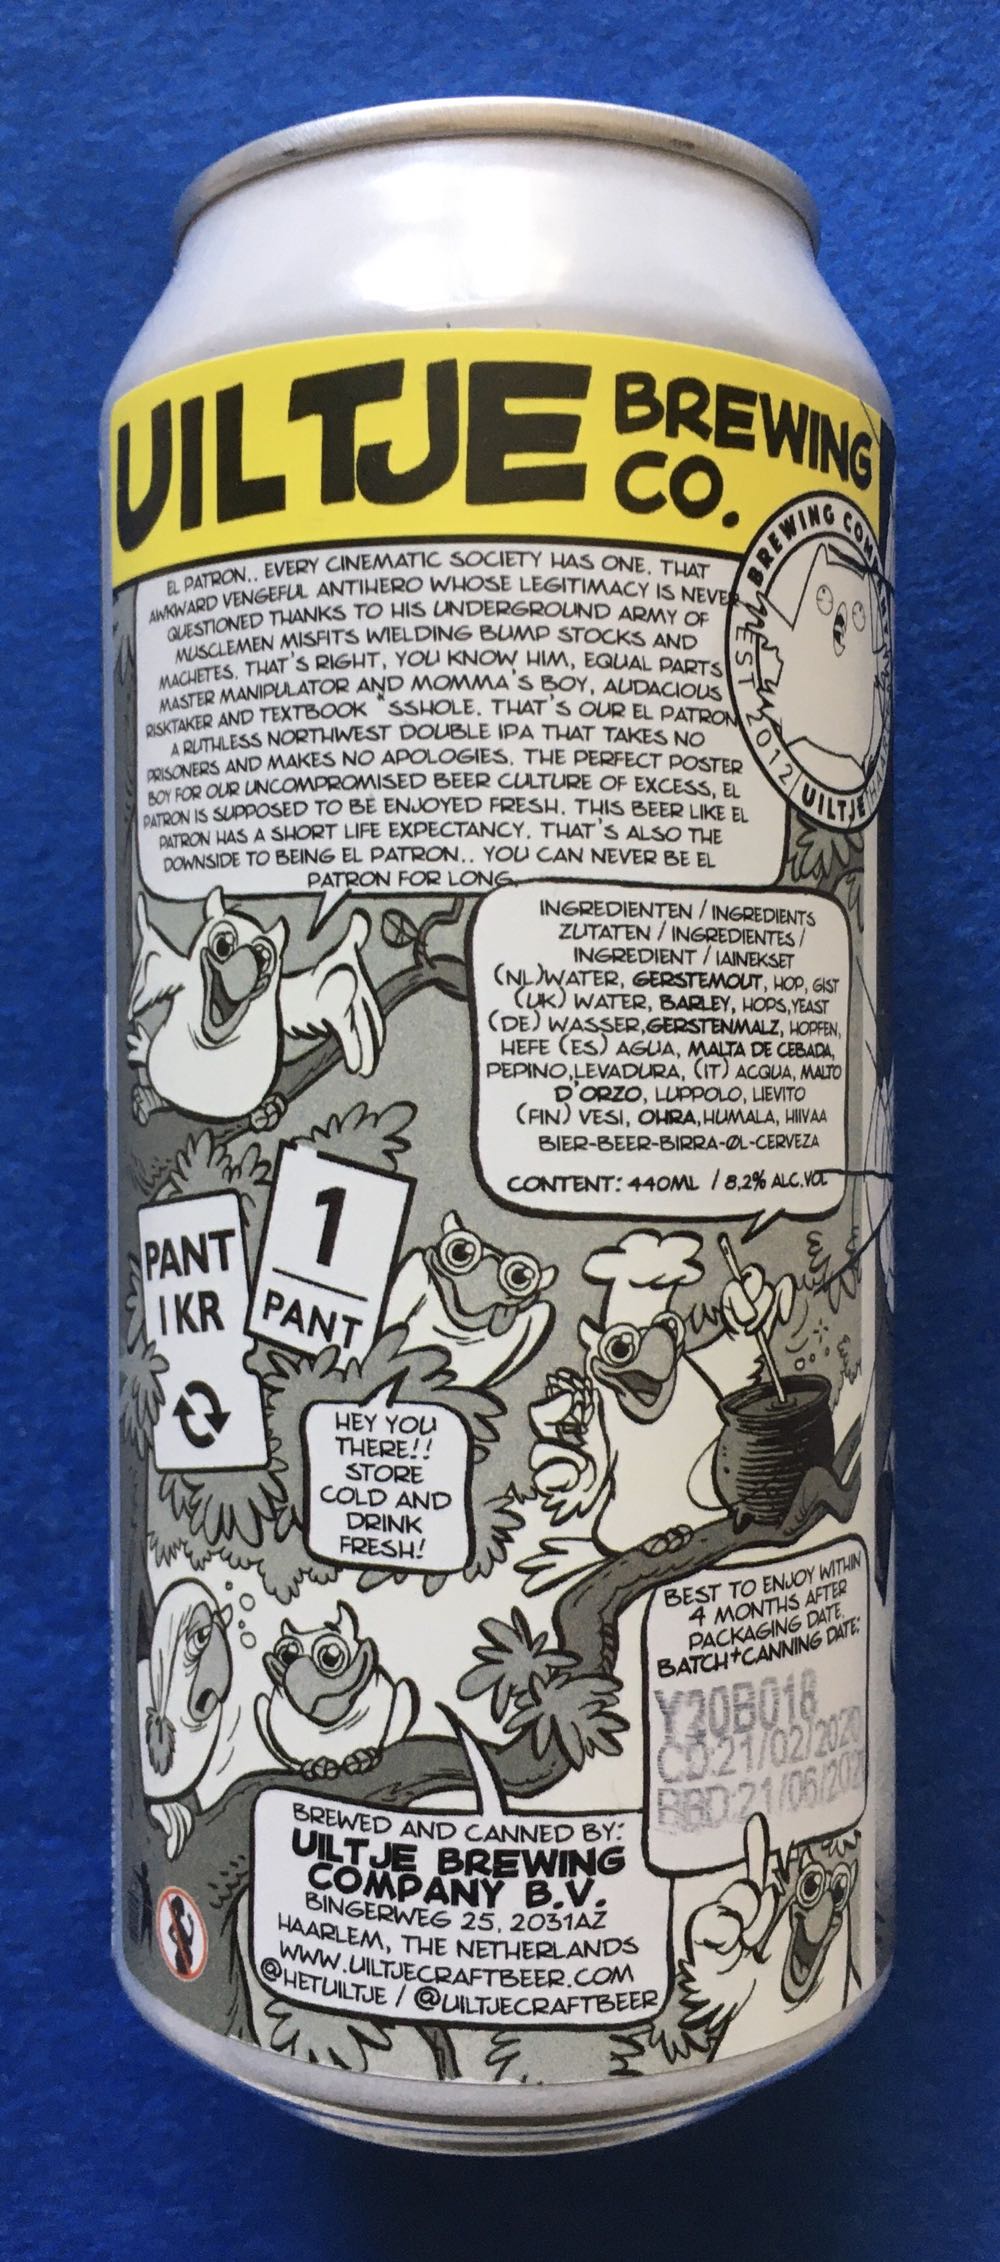 UILTJE BREWING CO.
BREWING COM
NEST 2012
UILTJE
EL PATRON.. EVERY CINEMATIC SOCIETY HAS ONE. THAT
AWKWARD VENGEFUL ANTIHERO WHOSE LEGITIMACY IS NEVER
QUESTIONED THANKS TO HIS UNDERGROUND ARMY OF
MUSCLEMEN MISFITS WIELDING BUMP STOCKS AND
MACHETES. THAT'S RIGHT, YOU KNOW HIM, EQUAL PARTS
MASTER MANIPULATOR AND MOMMA'S BOY, AUDACIOUS
RISKTAKER AND TEXTBOOK *SSHOLE. THAT'S OUR EL PATRON
A RUTHLESS NORTHWEST DOUBLE IPA THAT TAKES NO
PRISONERS AND MAKES NO APOLOGIES. THE PERFECT POSTER
BOY FOR OUR UNCOMPROMISED BEER CULTURE OF EXCESS, EL
PATRON IS SUPPOSED TO BE ENJOYED FRESH. THIS BEER LIKE EL
PATRON HAS A SHORT LIFE EXPECTANCY. THAT'S ALSO THE
DOWNSIDE TO BEING EL PATRON.. YOU CAN NEVER BE EL
PATRON FOR LONG.
INGREDIENTEN / INGREDIENTS
ZUTATEN / INGREDIENTES /
INGREDIENT / IAINEKSET
(NL)WATER, GERSTEMOUT, HOP, GIST
(UK) WATER, BARLEY, HOPS,YEAST
(DE) WASSER,GERSTENMALZ, HOPFEN,
HEFE (ES) AGUA, MALTA DE CEBADA,
PEPINO,LEVADURA, (IT) ACQUA, MALTO
D'ORZO, LUPPOLO, LIEVITO
(FIN) VESI, OHRA,HUMALA, HIIVAA
BIER-BEER-BIRRA-ØL-CERVEZA
CONTENT: 440ML / 8,2% ALC.VOL
PANT
1 KR
1
PANT
HEY YOU
THERE!!
STORE
COLD AND
DRINK
FRESH!
BEST TO ENJOY WITHIN
4 MONTHS AFTER
PACKAGING DATE.
BATCH+CANNING DATE:
Y20B018
CD:21/02/2020
BBD:21/06/202
BREWED AND CANNED BY:
UILTJE BREWING
COMPANY B.V.
BINGERWEG 25, 2031AZ
HAARLEM, THE NETHERLANDS
WWW.UILTJECRAFTBEER.COM
@HETUILTJE / @UILTJECRAFTBEER